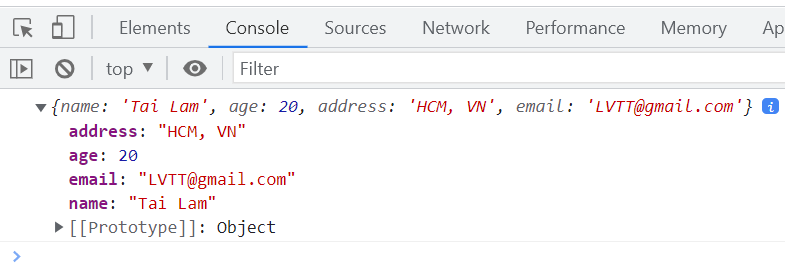 Elements Console Sources Network Performance Memory Ap
top ▼ Filter
▼{name: 'Tai Lam', age: 20, address: 'HCM, VN', email: 'LVTT@gmail.com'} i
address: "HCM, VN"
age: 20
email: "LVTT@gmail.com"
name: "Tai Lam"
▶[[Prototype]]: Object
>